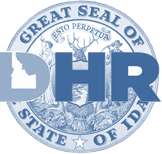 GREAT SEAL OF
ESTO PERPETUA
DHR
STATE OF IDA